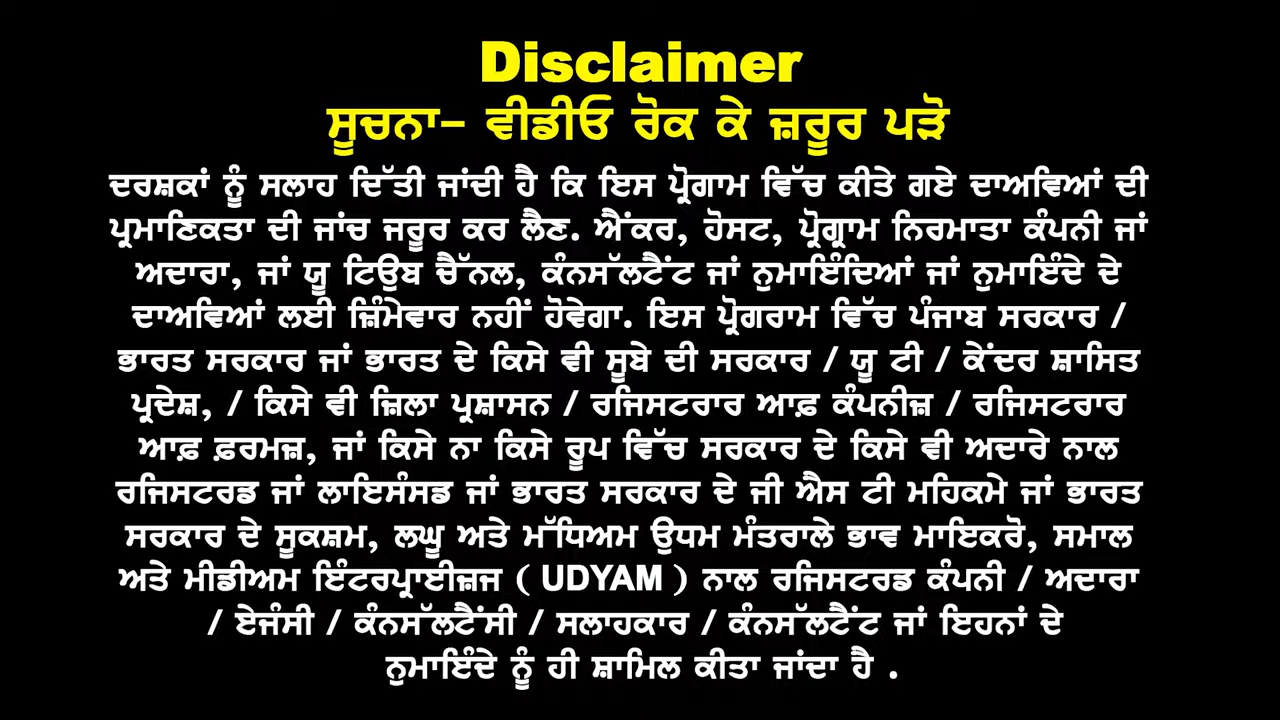 Disclaimer
ਸੂਚਨਾ- ਵੀਡੀਓ ਰੋਕ ਕੇ ਜ਼ਰੂਰ ਪੜੋ
ਦਰਸ਼ਕਾਂ ਨੂੰ ਸਲਾਹ ਦਿੱਤੀ ਜਾਂਦੀ ਹੈ ਕਿ ਇਸ ਪ੍ਰੋਗਾਮ ਵਿੱਚ ਕੀਤੇ ਗਏ ਦਾਅਵਿਆਂ ਦੀ
ਪ੍ਰਮਾਣਿਕਤਾ ਦੀ ਜਾਂਚ ਜਰੂਰ ਕਰ ਲੈਣ. ਐਂਕਰ, ਹੋਸਟ, ਪ੍ਰੋਗ੍ਰਾਮ ਨਿਰਮਾਤਾ ਕੰਪਨੀ ਜਾਂ
ਅਦਾਰਾ, ਜਾਂ ਯੂ ਟਿਊਬ ਚੈੱਨਲ, ਕੰਨਸੱਲਟੈਂਟ ਜਾਂ ਨੁਮਾਇੰਦਿਆਂ ਜਾਂ ਨੁਮਾਇੰਦੇ ਦੇ
ਦਾਅਵਿਆਂ ਲਈ ਜ਼ਿੰਮੇਵਾਰ ਨਹੀਂ ਹੋਵੇਗਾ. ਇਸ ਪ੍ਰੋਗਰਾਮ ਵਿੱਚ ਪੰਜਾਬ ਸਰਕਾਰ /
ਭਾਰਤ ਸਰਕਾਰ ਜਾਂ ਭਾਰਤ ਦੇ ਕਿਸੇ ਵੀ ਸੂਬੇ ਦੀ ਸਰਕਾਰ / ਯੂ ਟੀ / ਕੇਂਦਰ ਸ਼ਾਸਿਤ
ਪ੍ਰਦੇਸ਼, / ਕਿਸੇ ਵੀ ਜ਼ਿਲਾ ਪ੍ਰਸ਼ਾਸਨ / ਰਜਿਸਟਰਾਰ ਆਫ਼ ਕੰਪਨੀਜ਼ / ਰਜਿਸਟਰਾਰ
ਆਫ਼ ਫ਼ਰਮਜ਼, ਜਾਂ ਕਿਸੇ ਨਾ ਕਿਸੇ ਰੂਪ ਵਿੱਚ ਸਰਕਾਰ ਦੇ ਕਿਸੇ ਵੀ ਅਦਾਰੇ ਨਾਲ
ਰਜਿਸਟਰਡ ਜਾਂ ਲਾਇਸੰਸਡ ਜਾਂ ਭਾਰਤ ਸਰਕਾਰ ਦੇ ਜੀ ਐਸ ਟੀ ਮਹਿਕਮੇ ਜਾਂ ਭਾਰਤ
ਸਰਕਾਰ ਦੇ ਸੂਕਸ਼ਮ, ਲਘੂ ਅਤੇ ਮੱਧਿਅਮ ਉਧਮ ਮੰਤਰਾਲੇ ਭਾਵ ਮਾਇਕਰੋ, ਸਮਾਲ
ਅਤੇ ਮੀਡੀਅਮ ਇੰਟਰਪ੍ਰਾਈਜ਼ਜ ( UDYAM ) ਨਾਲ ਰਜਿਸਟਰਡ ਕੰਪਨੀ / ਅਦਾਰਾ
/ ਏਜੰਸੀ / ਕੰਨਸੱਲਟੈਂਸੀ / ਸਲਾਹਕਾਰ / ਕੰਨਸੱਲਟੈਂਟ ਜਾਂ ਇਹਨਾਂ ਦੇ
ਨੁਮਾਇੰਦੇ ਨੂੰ ਹੀ ਸ਼ਾਮਿਲ ਕੀਤਾ ਜਾਂਦਾ ਹੈ .